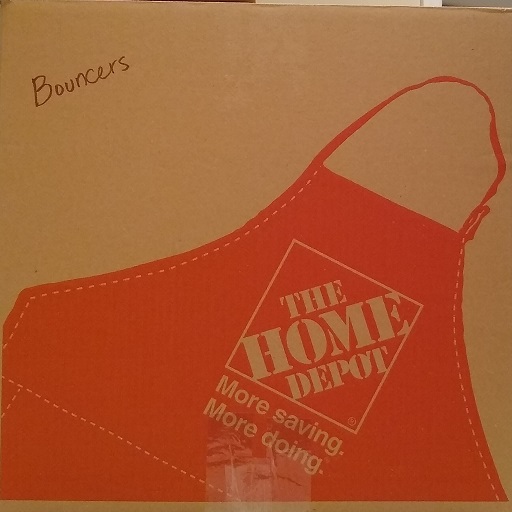 Bouncers
THE
HOME
DEPOT
®
More saving.
More doing.